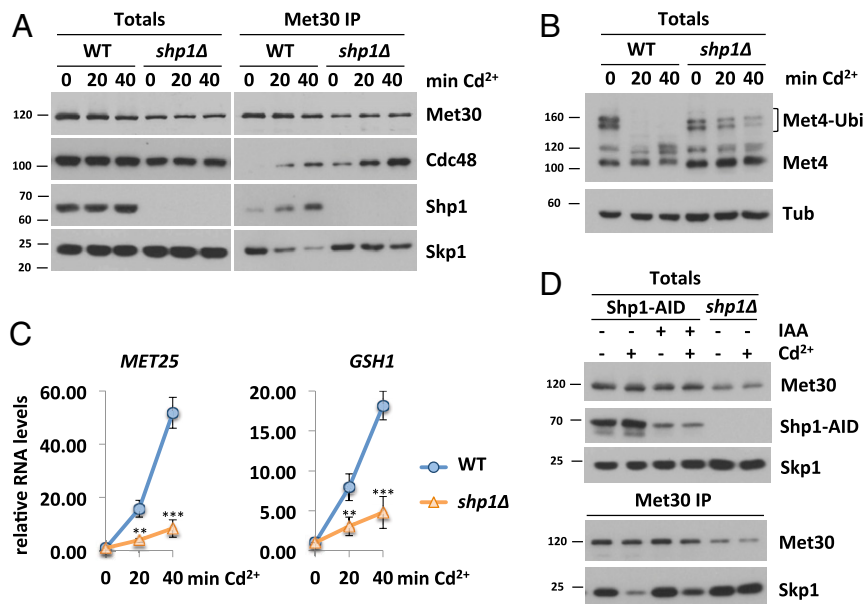 A
Totals
Met30 IP
WT
shp1Δ
WT
shp1Δ
0 20 40 0 20 40 0 20 40 0 20 40 min Cd2+
120
Met30
100
Cdc48
70
60
Shp1
25
20
Skp1
B
Totals
WT
shp1Δ
0 20 40 0 20 40 min Cd2+
160
Met4-Ubi
120
100
Met4
60
Tub
C
MET25
GSH1
relative RNA levels
60.00
40.00
20.00
0.00
** ***
0 20 40 min Cd2+
20.00
15.00
10.00
5.00
0.00
** ***
0 20 40 min Cd2+
WT
shp1Δ
D
Totals
Shp1-AID shp1Δ
- - + + - - IAA
- + - + - + Cd2+
120
Met30
70
Shp1-AID
25
Skp1
Met30 IP
120
Met30
25
Skp1